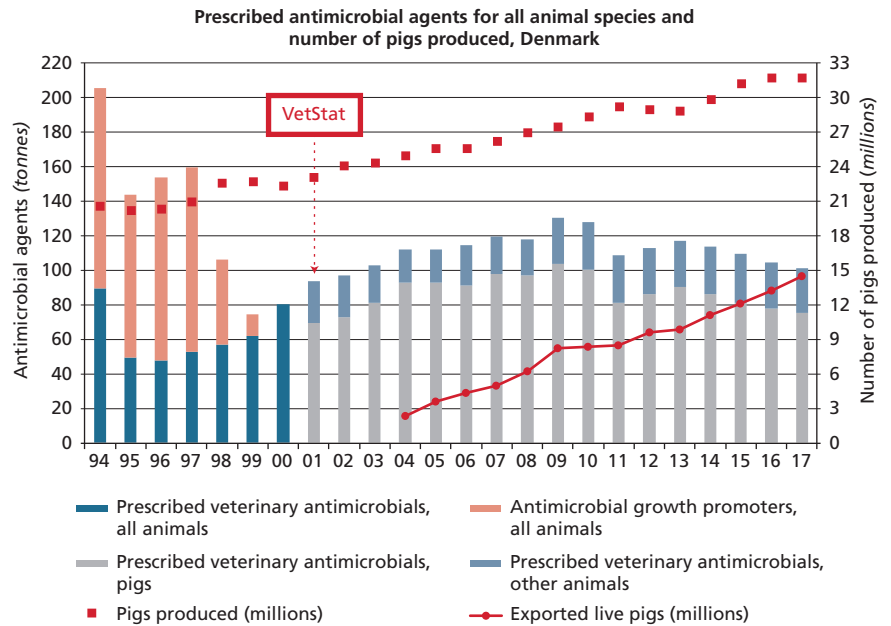 Prescribed antimicrobial agents for all animal species and
number of pigs produced, Denmark
Antimicrobial agents (tonnes)
220
200
180
160
140
120
100
80
60
40
20
0
VetStat
33
30
27
24
21
18
15
12
9
6
3
0
Number of pigs produced (millions)
94 95 96 97 98 99 00 01 02 03 04 05 06 07 08 09 10 11 12 13 14 15 16 17
Prescribed veterinary antimicrobials,
all animals
Antimicrobial growth promoters,
all animals
Prescribed veterinary antimicrobials,
pigs
Prescribed veterinary antimicrobials,
other animals
Pigs produced (millions)
Exported live pigs (millions)